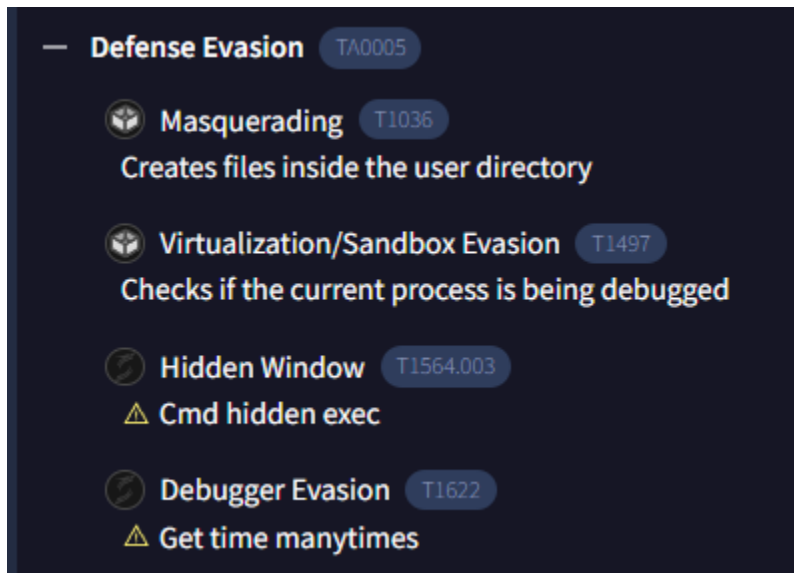 Defense Evasion TA0005
Masquerading T1036
Creates files inside the user directory
Virtualization/Sandbox Evasion T1497
Checks if the current process is being debugged
Hidden Window T1564.003
⚠ Cmd hidden exec
Debugger Evasion T1622
⚠ Get time manytimes